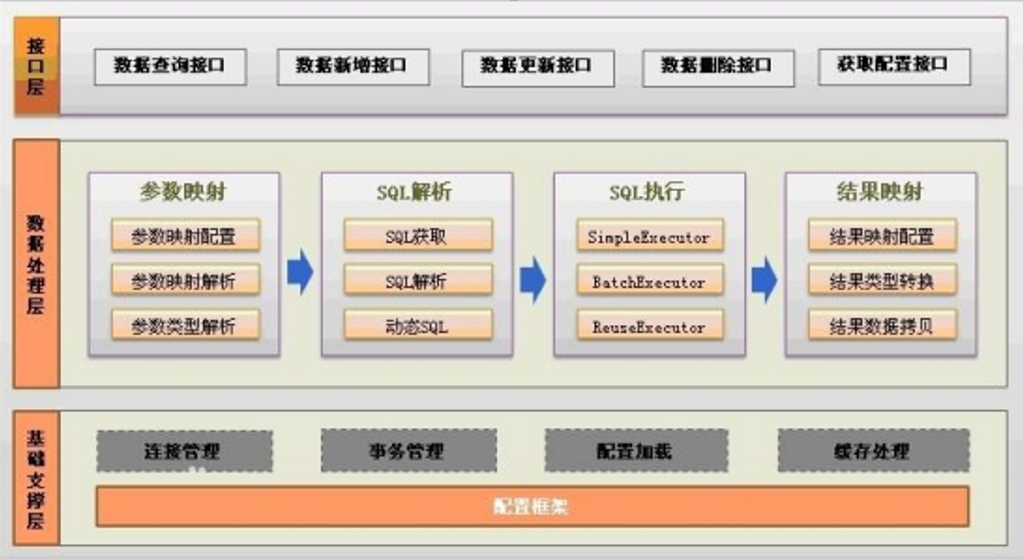 接口层
数据查询接口
数据新增接口
数据更新接口
数据删除接口
获取配置接口
数据处理层
参数映射
参数映射配置
参数映射解析
参数类型解析
SQL解析
SQL获取
SQL解析
动态SQL
SQL执行
SimpleExecutor
BatchExecutor
ReuseExecutor
结果映射
结果映射配置
结果类型转换
结果数据拷贝
基础支撑层
连接管理
事务管理
配置加载
缓存处理
配置框架